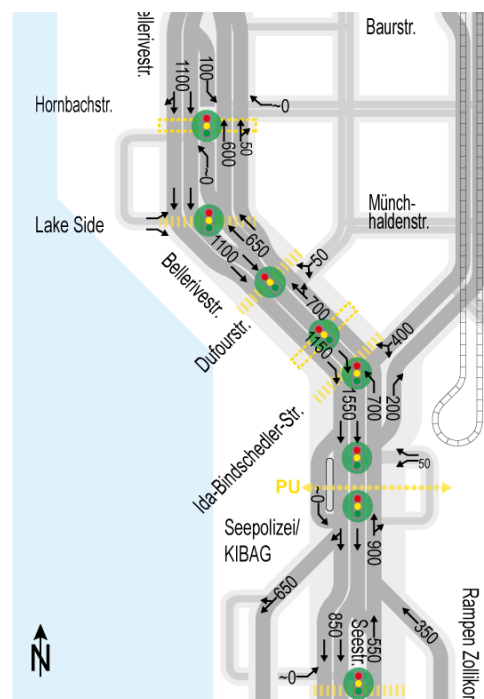 Bellerivestr.
Baurstr.
1100
100
Hornbachstr.
~0
50
600
~0
Münch-
haldenstr.
Lake Side
650
1100
50
Bellerivestr.
700
Dufourstr.
1150
400
1550
700
200
Ida-Bindschedler-Str.
50
PU
~0
Seepolizei/
KIBAG
900
650
350
850
Seestr.
550
Rampen Zollikon
~0
N